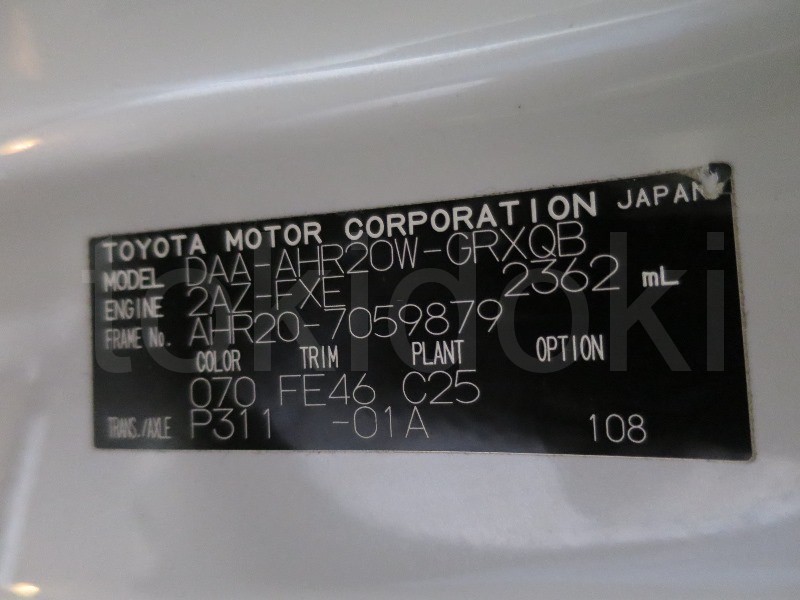 TOYOTA MOTOR CORPORATION JAPAN
MODEL DAA-AHR20W-GRXQB
ENGINE 2AZ-FXE 2362 mL
FRAME No. AHR20-7059879
COLOR TRIM PLANT OPTION
070 FE46 C25
TRANS./AXLE P311 -01A 108
tokidoki